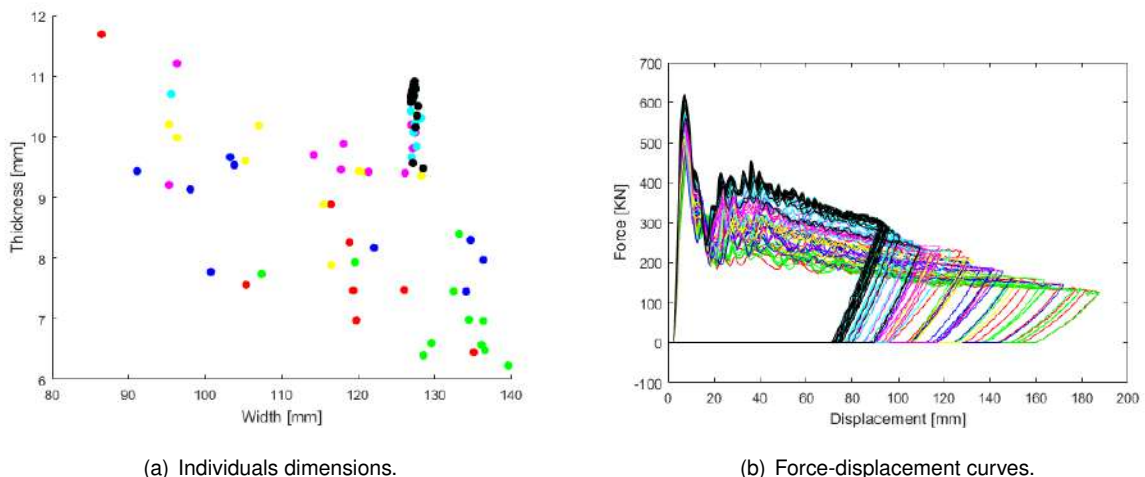 12
11
10
9
8
7
6
80 90 100 110 120 130 140
Thickness [mm]
Width [mm]
700
600
500
400
300
200
100
0
-100
0 20 40 60 80 100 120 140 160 180 200
Force [KN]
Displacement [mm]
(a) Individuals dimensions.
(b) Force-displacement curves.